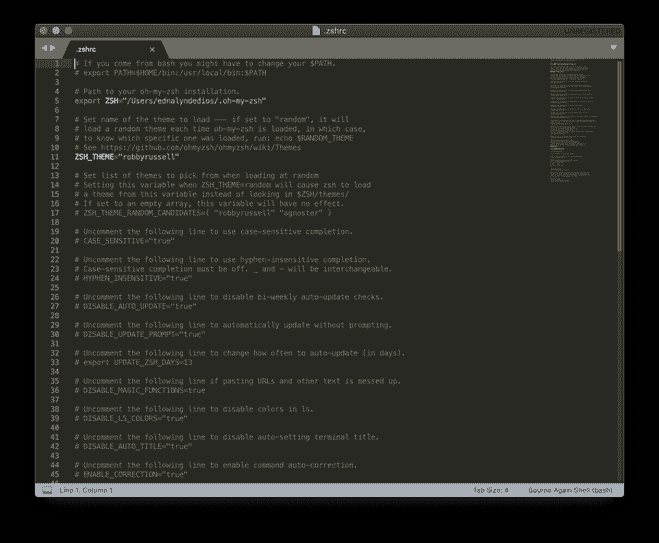 .zshrc
UNREGISTERED
.zshrc
1 # If you come from bash you might have to change your $PATH.
2 # export PATH=$HOME/bin:/usr/local/bin:$PATH
3
4 # Path to your oh-my-zsh installation.
5 export ZSH="/Users/ednalyndedios/.oh-my-zsh"
6
7 # Set name of the theme to load --- if set to "random", it will
8 # load a random theme each time oh-my-zsh is loaded, in which case,
9 # to know which specific one was loaded, run: echo $RANDOM_THEME
10 # See https://github.com/ohmyzsh/ohmyzsh/wiki/Themes
11 ZSH_THEME="robbyrussell"
12
13 # Set list of themes to pick from when loading at random
14 # Setting this variable when ZSH_THEME=random will cause zsh to load
15 # a theme from this variable instead of looking in $ZSH/themes/
16 # If set to an empty array, this variable will have no effect.
17 # ZSH_THEME_RANDOM_CANDIDATES=( "robbyrussell" "agnoster" )
18
19 # Uncomment the following line to use case-sensitive completion.
20 # CASE_SENSITIVE="true"
21
22 # Uncomment the following line to use hyphen-insensitive completion.
23 # Case-sensitive completion must be off. _ and - will be interchangeable.
24 # HYPHEN_INSENSITIVE="true"
25
26 # Uncomment the following line to disable bi-weekly auto-update checks.
27 # DISABLE_AUTO_UPDATE="true"
28
29 # Uncomment the following line to automatically update without prompting.
30 # DISABLE_UPDATE_PROMPT="true"
31
32 # Uncomment the following line to change how often to auto-update (in days).
33 # export UPDATE_ZSH_DAYS=13
34
35 # Uncomment the following line if pasting URLs and other text is messed up.
36 # DISABLE_MAGIC_FUNCTIONS=true
37
38 # Uncomment the following line to disable colors in ls.
39 # DISABLE_LS_COLORS="true"
40
41 # Uncomment the following line to disable auto-setting terminal title.
42 # DISABLE_AUTO_TITLE="true"
43
44 # Uncomment the following line to enable command auto-correction.
45 # ENABLE_CORRECTION="true"
Line 1, Column 1
Tab Size: 4
Bourne Again Shell (bash)